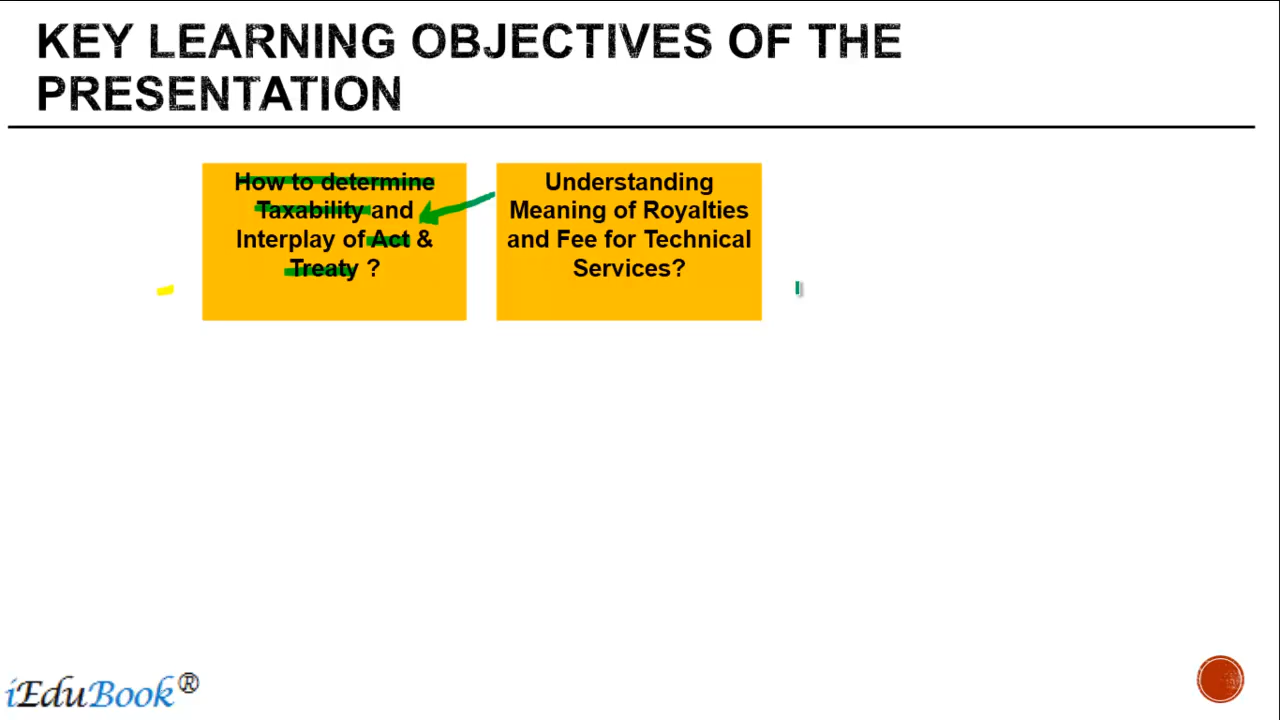 KEY LEARNING OBJECTIVES OF THE
PRESENTATION
How to determine
Taxability and
Interplay of Act &
Treaty ?
Understanding
Meaning of Royalties
and Fee for Technical
Services?
iEduBook®